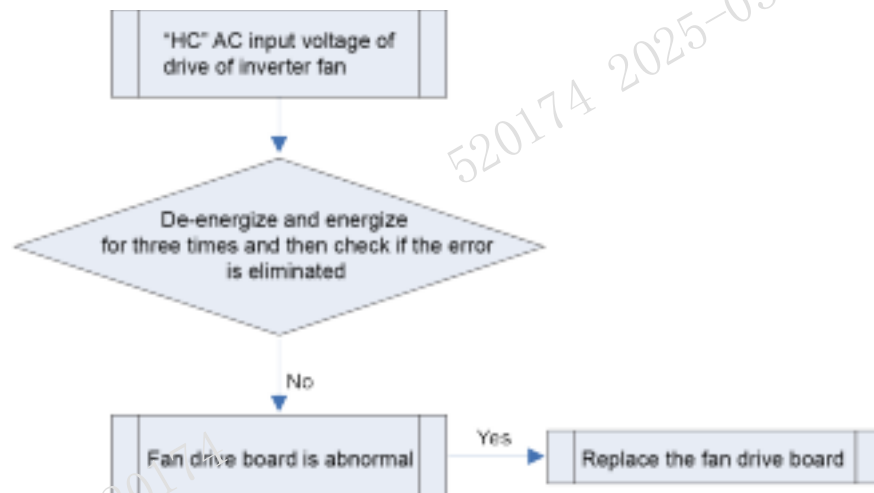 "HC" AC input voltage of
drive of inverter fan
520174 2025-05
De-energize and energize
for three times and then check if the error
is eliminated
No
Fan drive board is abnormal
Yes
Replace the fan drive board
520174